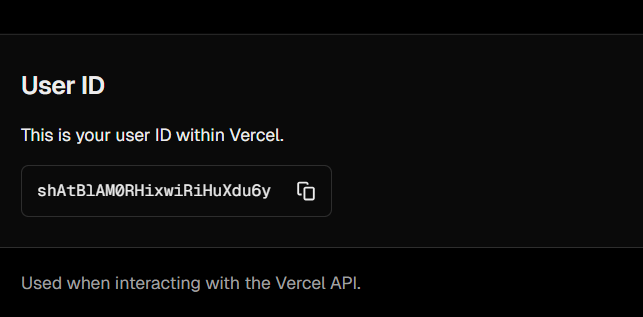 User ID
This is your user ID within Vercel.
shAtBlAM0RHixwiRiHuXdu6y
Used when interacting with the Vercel API.